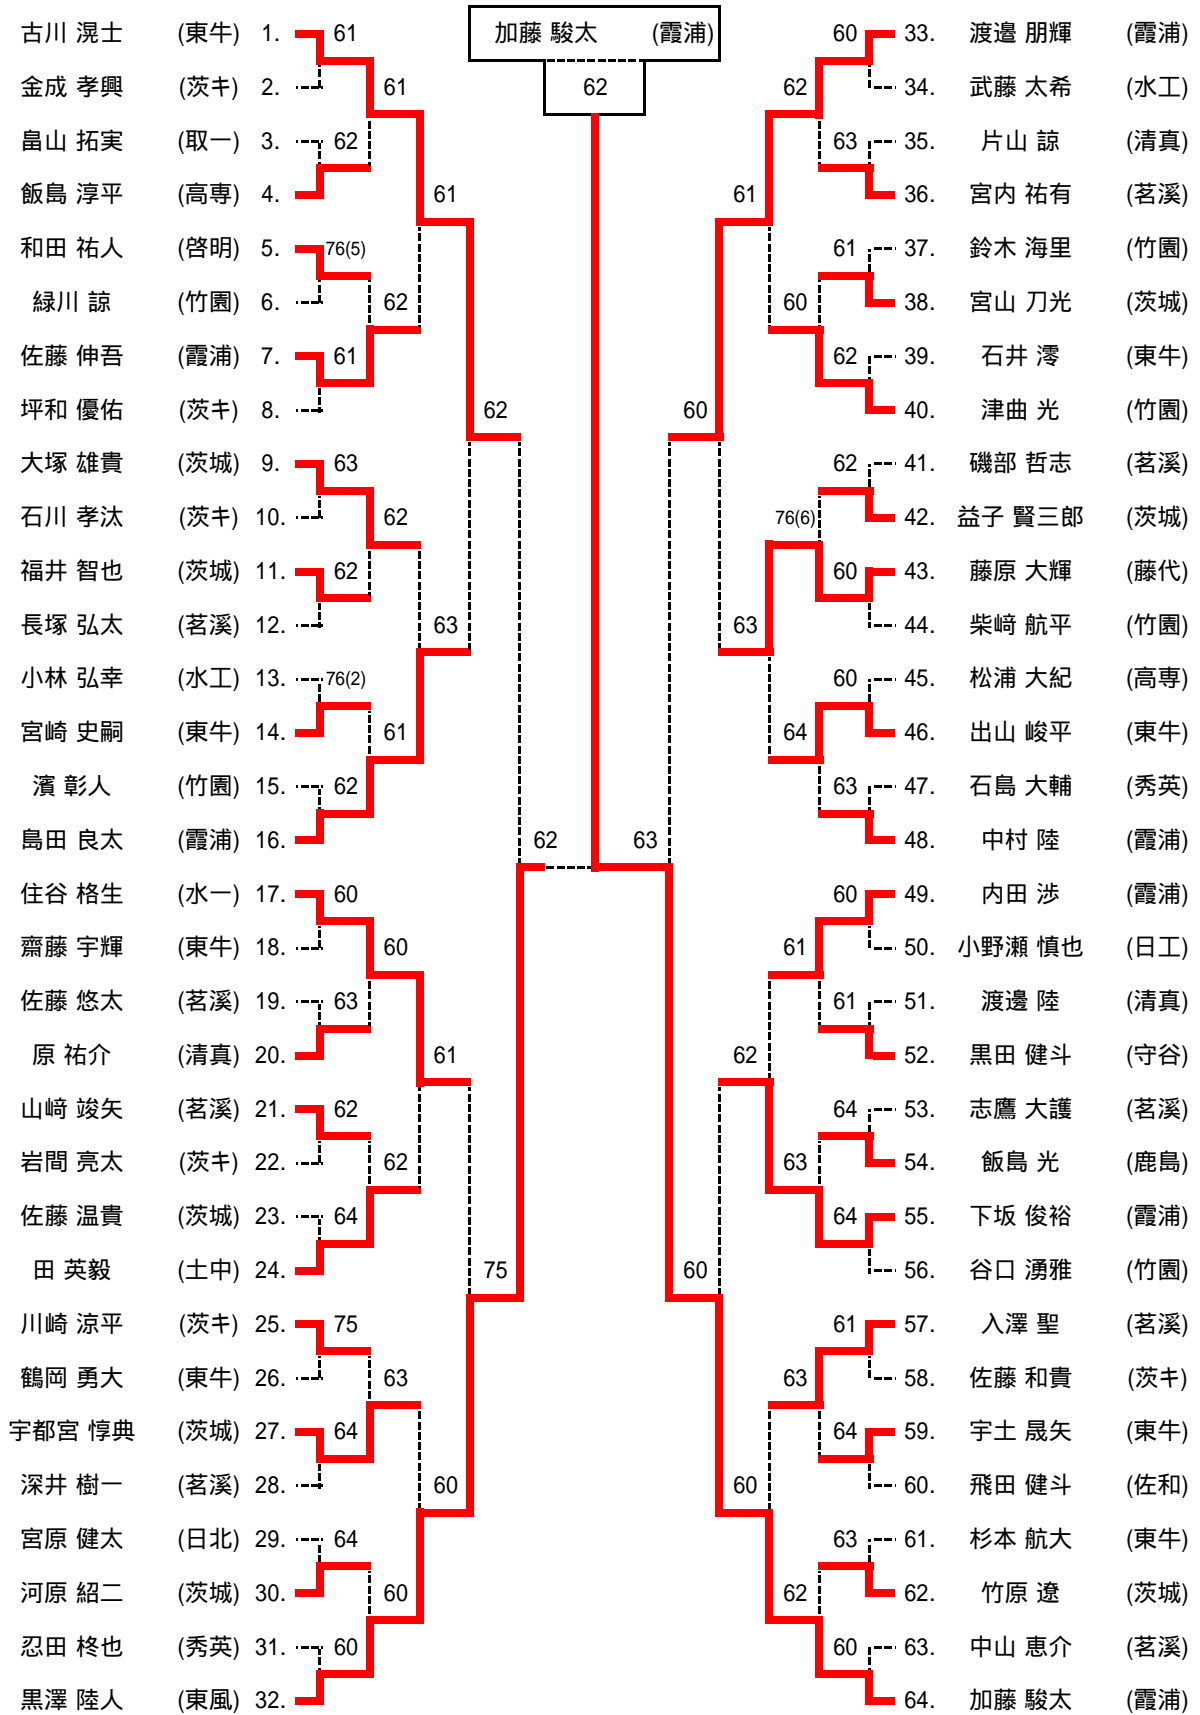 加藤 駿太 (霞浦)
62
古川 滉士 (東牛) 1. 61
金成 孝興 (茨キ) 2. 61
畠山 拓実 (取一) 3. 62
飯島 淳平 (高専) 4. 61
和田 祐人 (啓明) 5. 76(5)
緑川 諒 (竹園) 6. 62
佐藤 伸吾 (霞浦) 7. 61
坪和 優佑 (茨キ) 8. 62
大塚 雄貴 (茨城) 9. 63
石川 孝汰 (茨キ) 10. 62
福井 智也 (茨城) 11. 62
長塚 弘太 (茗溪) 12. 63
小林 弘幸 (水工) 13. 76(2)
宮崎 史嗣 (東牛) 14. 61
濱 彰人 (竹園) 15. 62
島田 良太 (霞浦) 16. 62
住谷 格生 (水一) 17. 60
齋藤 宇輝 (東牛) 18. 60
佐藤 悠太 (茗溪) 19. 63
原 祐介 (清真) 20. 61
山﨑 竣矢 (茗溪) 21. 62
岩間 亮太 (茨キ) 22. 62
佐藤 温貴 (茨城) 23. 64
田 英毅 (土中) 24. 75
川崎 涼平 (茨キ) 25. 75
鶴岡 勇大 (東牛) 26. 63
宇都宮 惇典 (茨城) 27. 64
深井 樹一 (茗溪) 28. 60
宮原 健太 (日北) 29. 64
河原 紹二 (茨城) 30. 60
忍田 柊也 (秀英) 31. 60
黒澤 陸人 (東風) 32.
60 33. 渡邉 朋輝 (霞浦)
62 34. 武藤 太希 (水工)
63 35. 片山 諒 (清真)
61 36. 宮内 祐有 (茗溪)
61 37. 鈴木 海里 (竹園)
60 38. 宮山 刀光 (茨城)
62 39. 石井 澪 (東牛)
60 40. 津曲 光 (竹園)
62 41. 磯部 哲志 (茗溪)
76(6) 42. 益子 賢三郎 (茨城)
60 43. 藤原 大輝 (藤代)
63 44. 柴﨑 航平 (竹園)
60 45. 松浦 大紀 (高専)
64 46. 出山 峻平 (東牛)
63 47. 石島 大輔 (秀英)
63 48. 中村 陸 (霞浦)
60 49. 内田 渉 (霞浦)
61 50. 小野瀬 慎也 (日工)
61 51. 渡邊 陸 (清真)
62 52. 黒田 健斗 (守谷)
64 53. 志鷹 大護 (茗溪)
63 54. 飯島 光 (鹿島)
64 55. 下坂 俊裕 (霞浦)
60 56. 谷口 湧雅 (竹園)
61 57. 入澤 聖 (茗溪)
63 58. 佐藤 和貴 (茨キ)
64 59. 宇土 晟矢 (東牛)
60 60. 飛田 健斗 (佐和)
63 61. 杉本 航大 (東牛)
62 62. 竹原 遼 (茨城)
60 63. 中山 恵介 (茗溪)
64. 加藤 駿太 (霞浦)